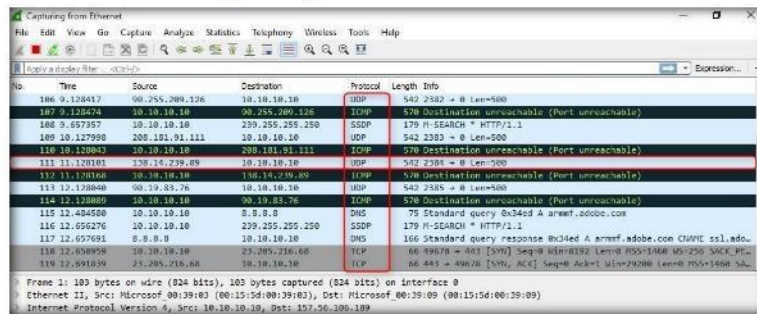 Capturing from Ethernet
File Edit View Go Capture Analyze Statistics Telephony Wireless Tools Help
Apply a display filter ... <Ctrl-/> Expression...
No. Time Source Destination Protocol Length Info
106 9.128417 90.255.209.126 10.10.10.10 UDP 542 2382 → 0 Len=500
107 9.128474 10.10.10.10 90.255.209.126 ICMP 570 Destination unreachable (Port unreachable)
108 9.657357 10.10.10.10 239.255.255.250 SSDP 179 M-SEARCH * HTTP/1.1
109 10.127998 208.181.91.111 10.10.10.10 UDP 542 2383 → 0 Len=500
110 10.128043 10.10.10.10 208.181.91.111 ICMP 570 Destination unreachable (Port unreachable)
111 11.128101 138.14.239.89 10.10.10.10 UDP 542 2384 → 0 Len=500
112 11.128168 10.10.10.10 138.14.239.89 ICMP 570 Destination unreachable (Port unreachable)
113 12.128040 90.19.83.76 10.10.10.10 UDP 542 2385 → 0 Len=500
114 12.128089 10.10.10.10 90.19.83.76 ICMP 570 Destination unreachable (Port unreachable)
115 12.484580 10.10.10.10 8.8.8.8 DNS 75 Standard query 0x34ed A armmf.adobe.com
116 12.656276 10.10.10.10 239.255.255.250 SSDP 179 M-SEARCH * HTTP/1.1
117 12.657691 8.8.8.8 10.10.10.10 DNS 166 Standard query response 0x34ed A armmf.adobe.com CNAME ssl.ado…
118 12.658959 10.10.10.10 23.205.216.68 TCP 66 49678 → 443 [SYN] Seq=0 Win=8192 Len=0 MSS=1460 WS=256 SACK_PE…
119 12.691839 23.205.216.68 10.10.10.10 TCP 66 443 → 49678 [SYN, ACK] Seq=0 Ack=1 Win=29200 Len=0 MSS=1460 SA…
Frame 1: 103 bytes on wire (824 bits), 103 bytes captured (824 bits) on interface 0
Ethernet II, Src: Microsof_00:39:03 (00:15:5d:00:39:03), Dst: Microsof_00:39:09 (00:15:5d:00:39:09)
Internet Protocol Version 4, Src: 10.10.10.10, Dst: 157.56.106.189